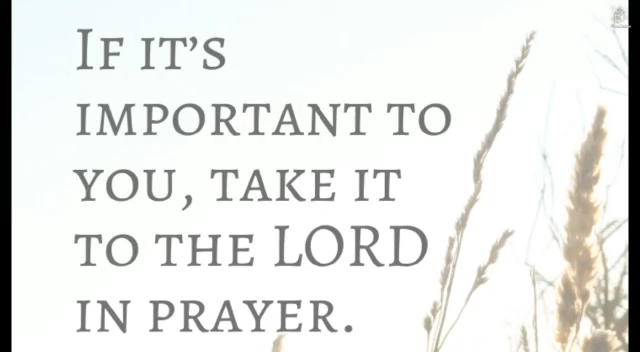 If it’s
important to
you, take it
to the LORD
in prayer.